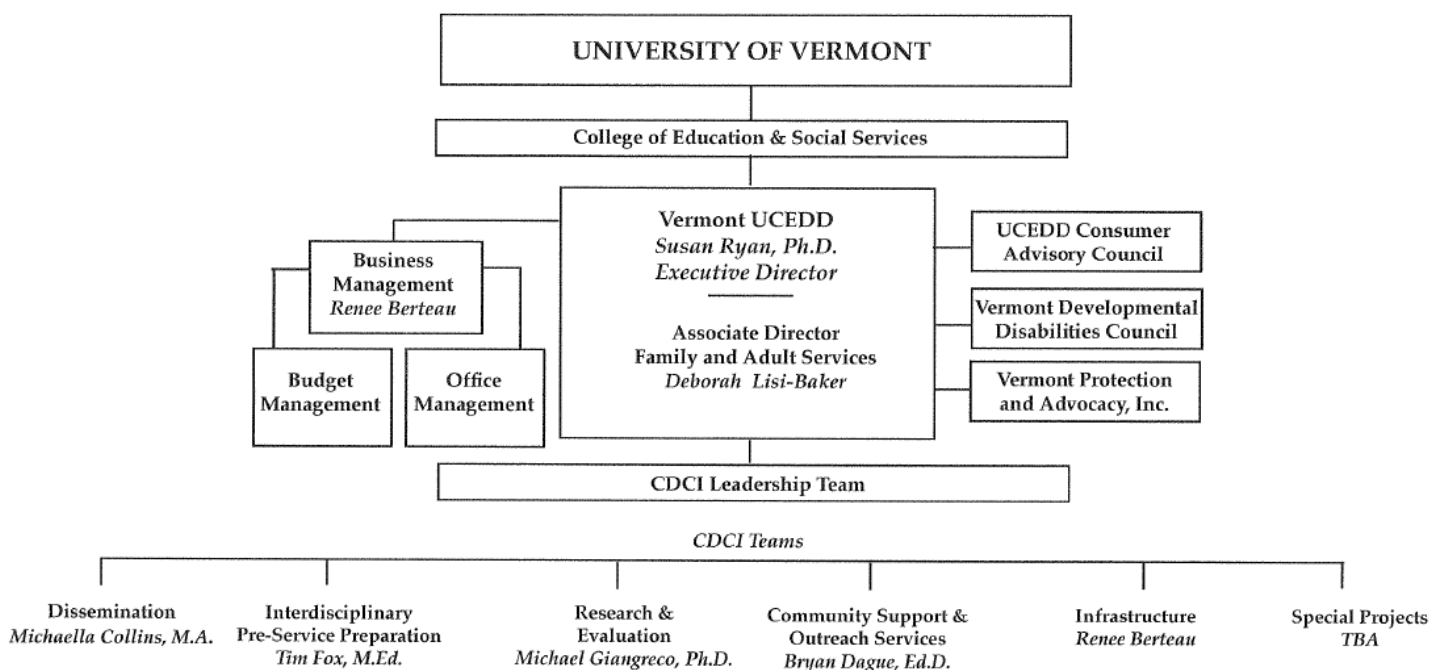 UNIVERSITY OF VERMONT
College of Education & Social Services
Vermont UCEDD
Susan Ryan, Ph.D.
Executive Director
Associate Director
Family and Adult Services
Deborah Lisi-Baker
Business
Management
Renee Berteau
Budget
Management
Office
Management
UCEDD Consumer
Advisory Council
Vermont Developmental
Disabilities Council
Vermont Protection
and Advocacy, Inc.
CDCI Leadership Team
CDCI Teams
Dissemination
Michaella Collins, M.A.
Interdisciplinary
Pre-Service Preparation
Tim Fox, M.Ed.
Research &
Evaluation
Michael Giangreco, Ph.D.
Community Support &
Outreach Services
Bryan Dague, Ed.D.
Infrastructure
Renee Berteau
Special Projects
TBA